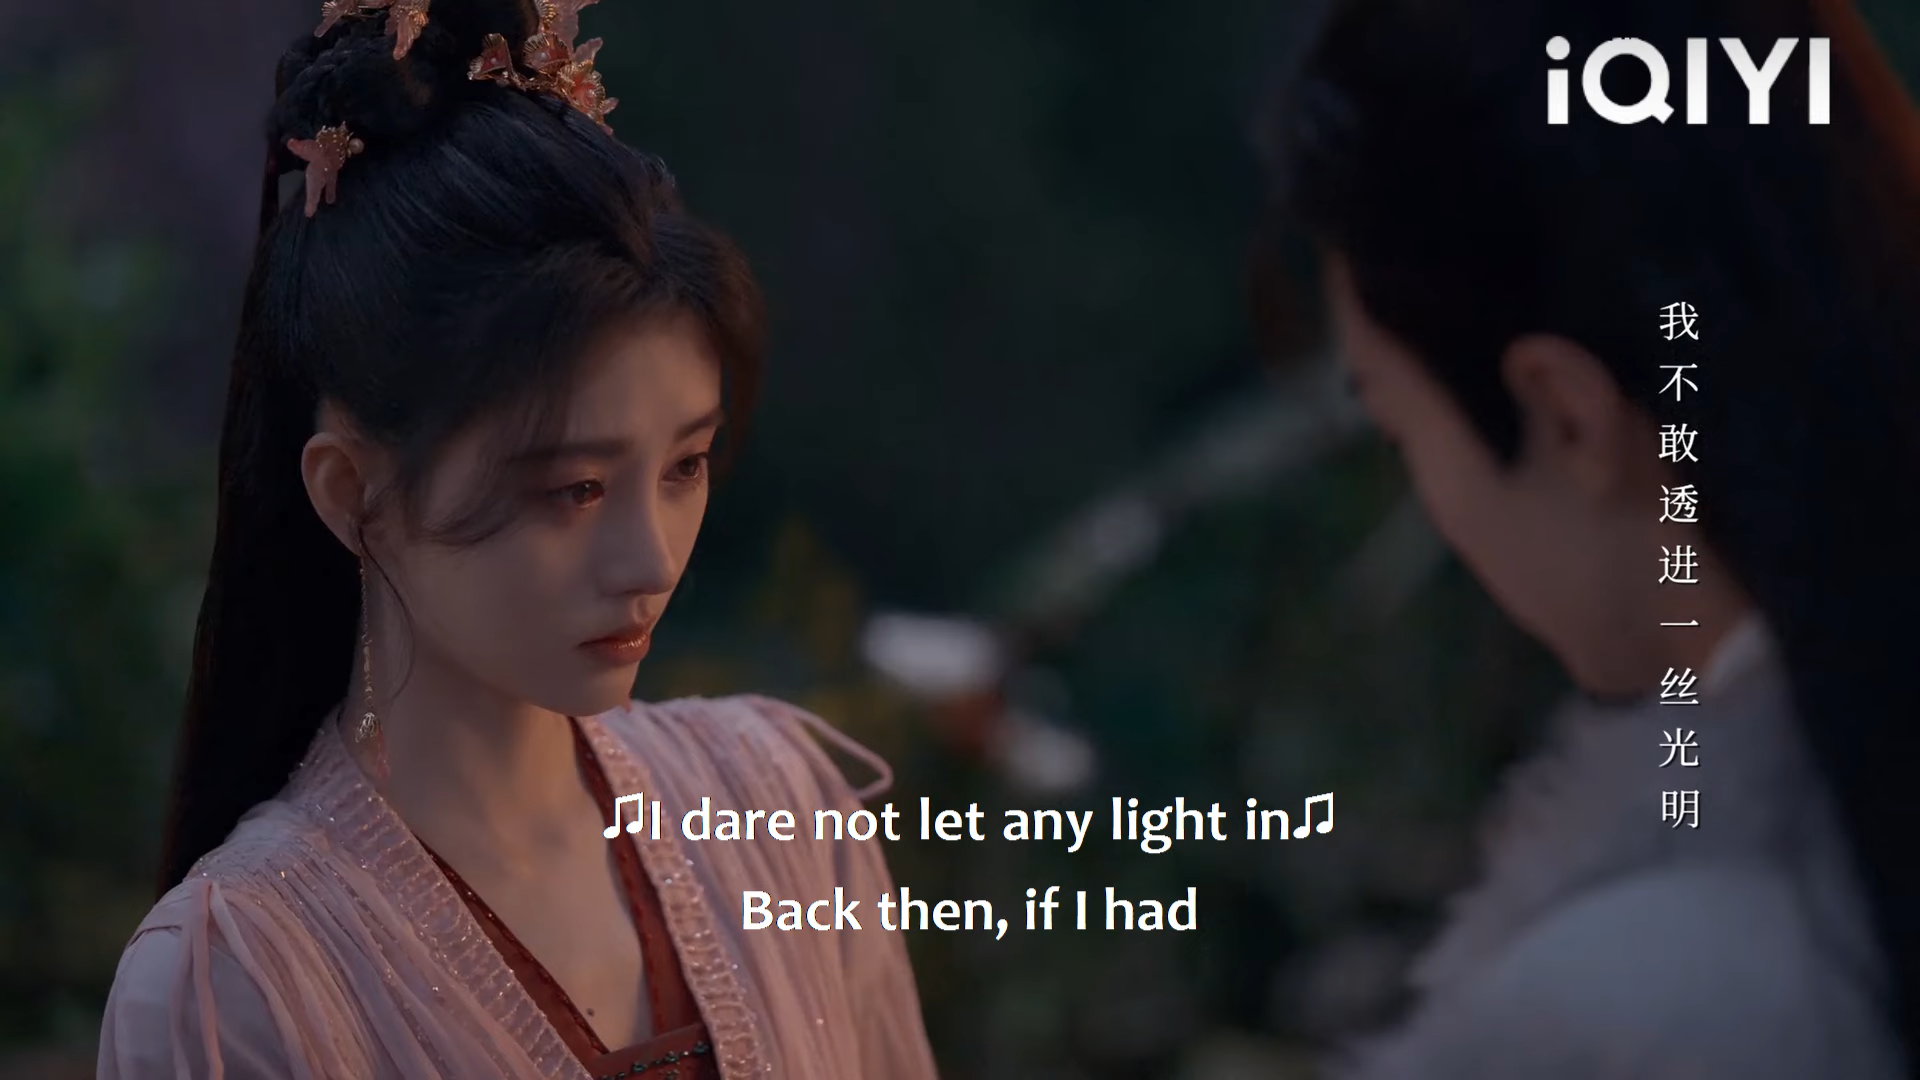 iQIYI
我不敢透进一丝光明
♫I dare not let any light in♫
Back then, if I had